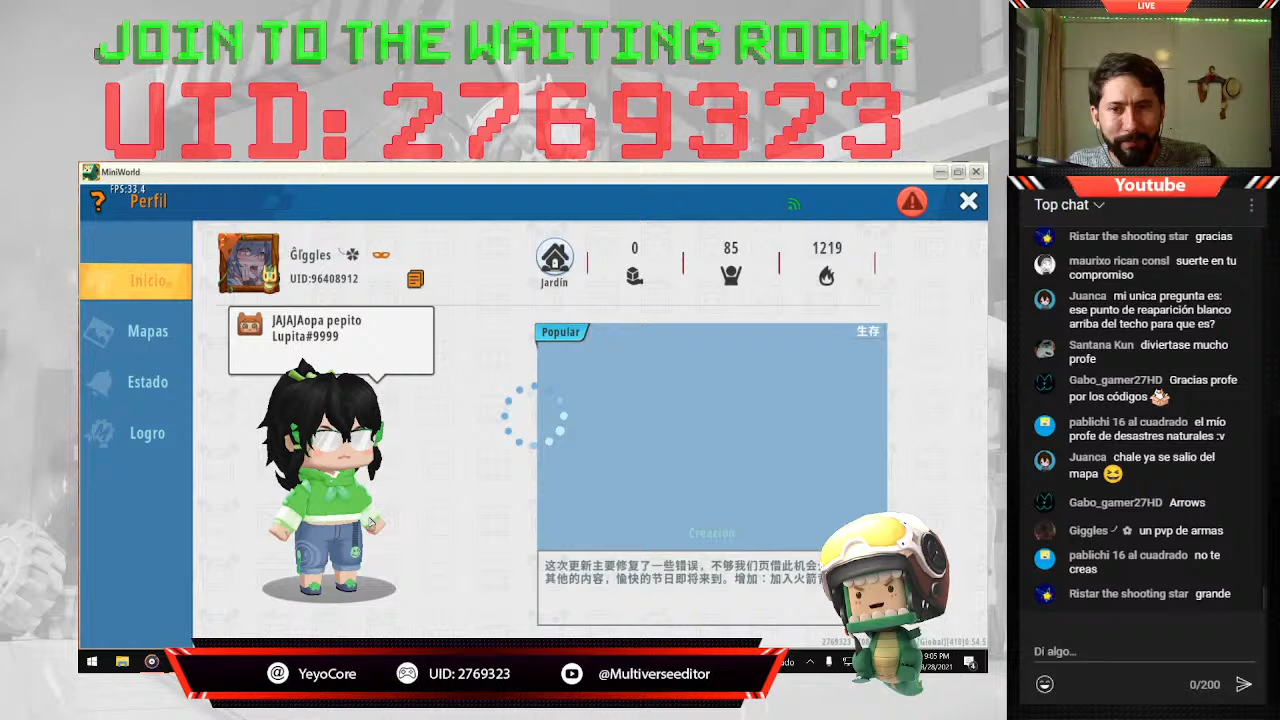 JOIN TO THE WAITING ROOM:
UID: 2769323
LIVE
MiniWorld
FPS:33.4
Perfil
Inicio
Mapas
Estado
Logro
Ĝïggles
UID:96408912
Jardín
0
85
1219
JAJAJAopa pepito
Lupita#9999
Popular
生存
Creación
这次更新主要修复了一些错误，不够我们页借此机会
其他的内容，愉快的节日即将来到。增加：加入火箭
9:05 PM
YeyoCore
UID: 2769323
@Multiverseeditor
Youtube
Top chat
Ristar the shooting star gracias
maurixo rican consl suerte en tu
compromiso
Juanca mi unica pregunta es:
ese punto de reaparición blanco
arriba del techo para que es?
Santana Kun diviertase mucho
profe
Gabo_gamer27HD Gracias profe
por los códigos
pablichi 16 al cuadrado el mío
profe de desastres naturales :v
Juanca chale ya se salio del
mapa 😆
Gabo_gamer27HD Arrows
Giggles╯✿ un pvp de armas
pablichi 16 al cuadrado no te
creas
Ristar the shooting star grande
Di algo...
0/200